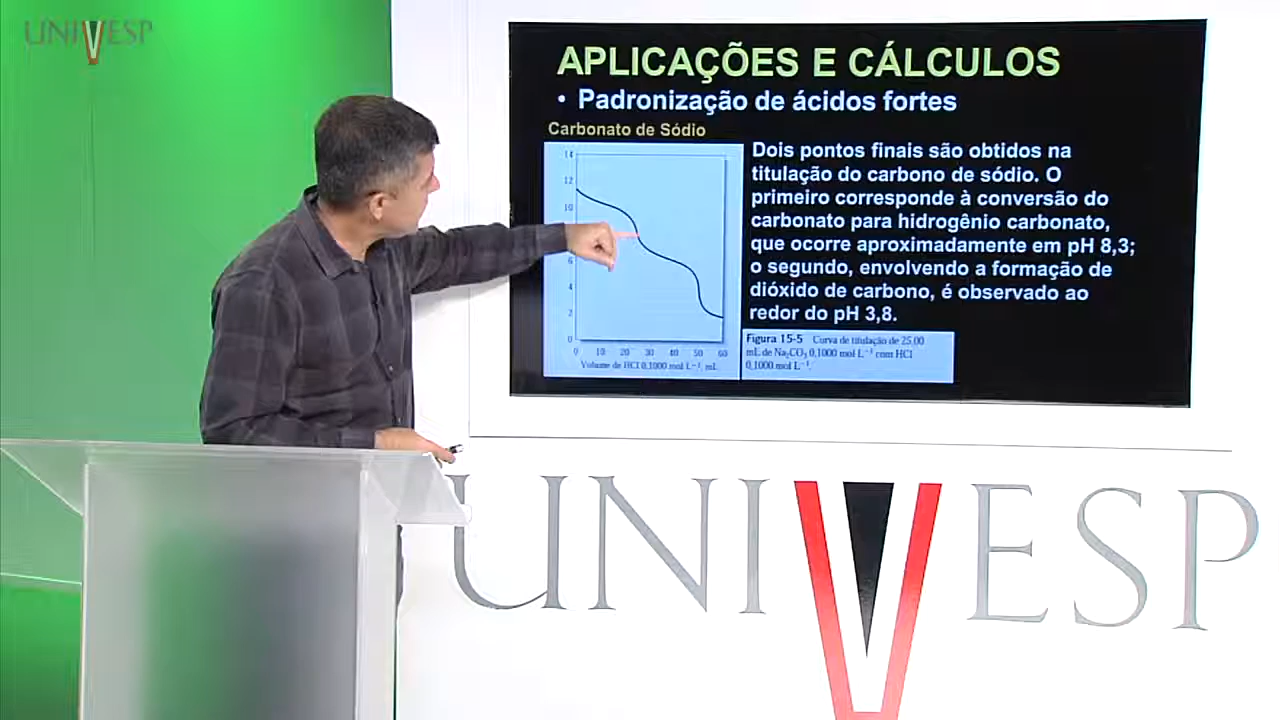 UNIVESP
APLICAÇÕES E CÁLCULOS
• Padronização de ácidos fortes
Carbonato de Sódio
14
12
10
6
4
2
0
0 10 20 30 40 50 60
Volume de HCl 0,1000 mol L⁻¹, mL
Dois pontos finais são obtidos na
titulação do carbono de sódio. O
primeiro corresponde à conversão do
carbonato para hidrogênio carbonato,
que ocorre aproximadamente em pH 8,3;
o segundo, envolvendo a formação de
dióxido de carbono, é observado ao
redor do pH 3,8.
Figura 15-5 Curva de titulação de 25,00
mL de Na₂CO₃ 0,1000 mol L⁻¹ com HCl
0,1000 mol L⁻¹.
UNIVESP